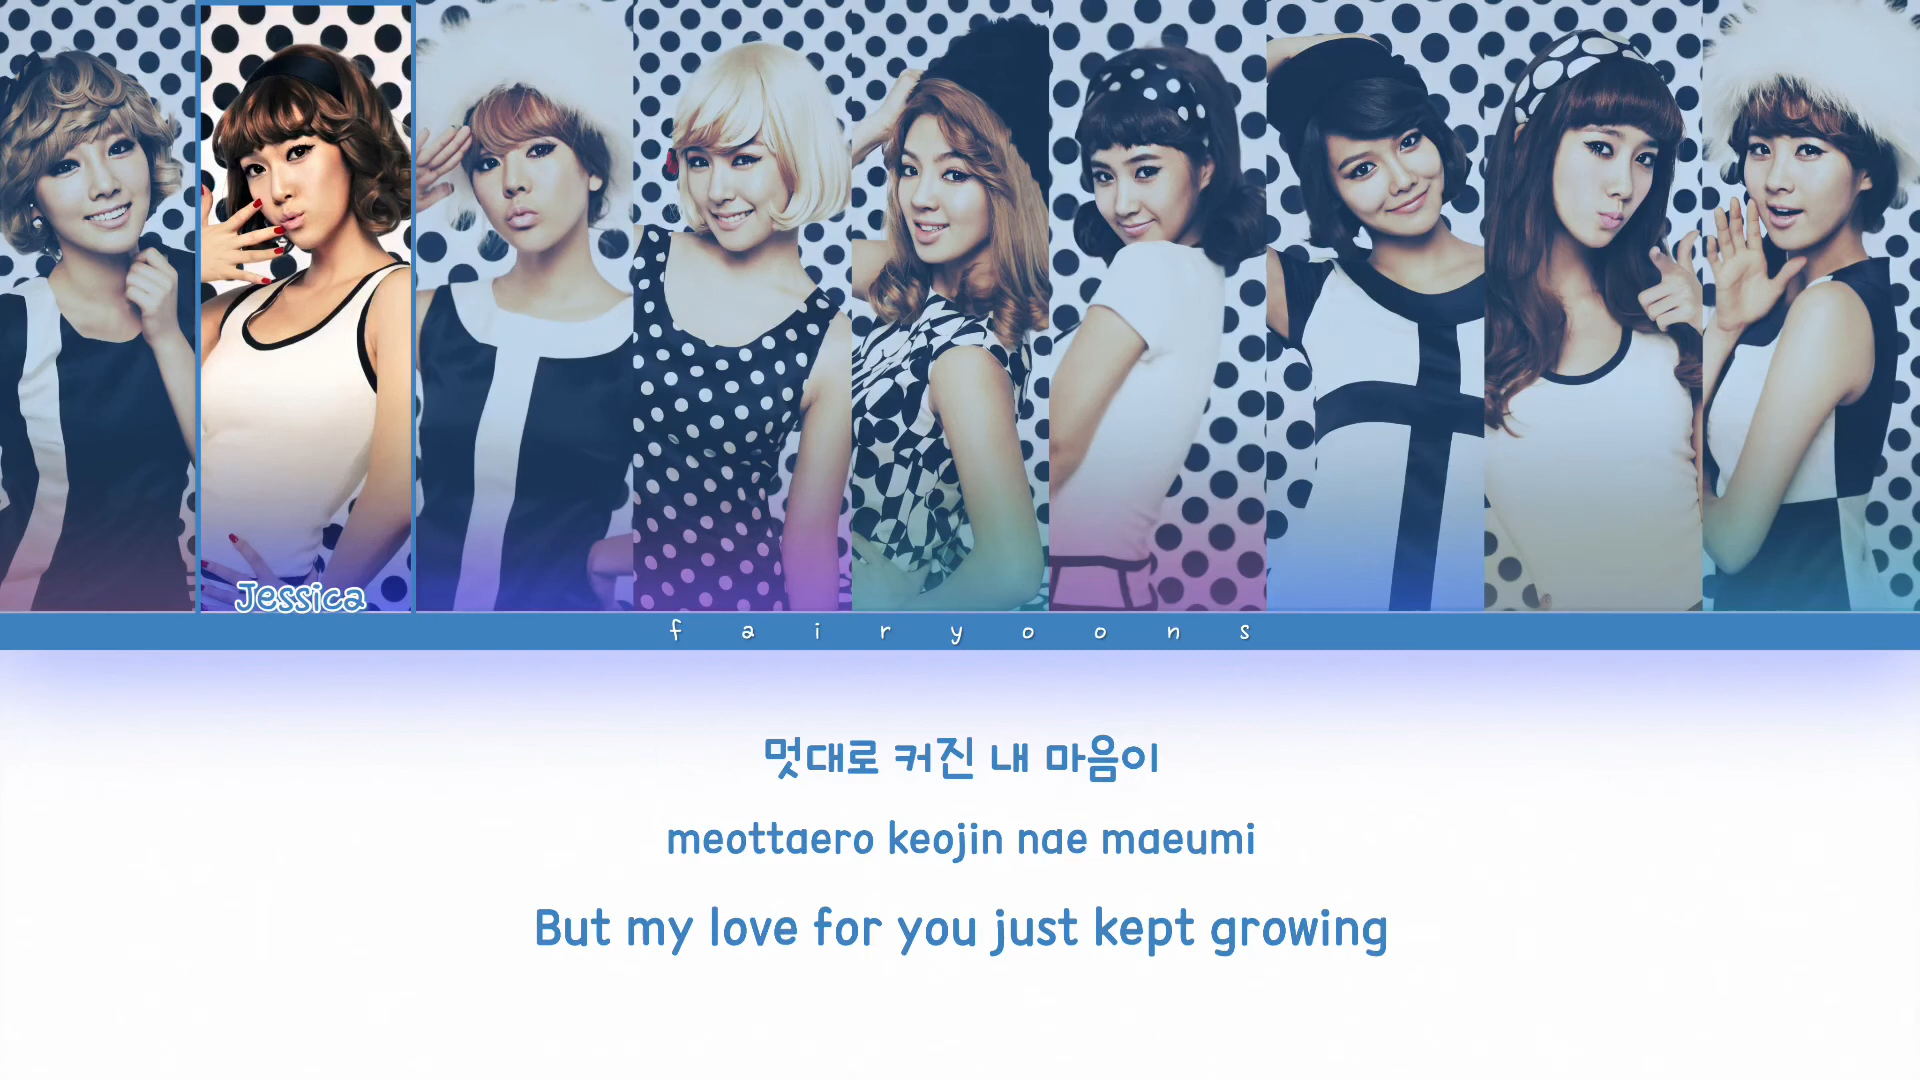 Jessica
f a i r y o o n s
멋대로 커진 내 마음이
meottaero keojin nae maeumi
But my love for you just kept growing